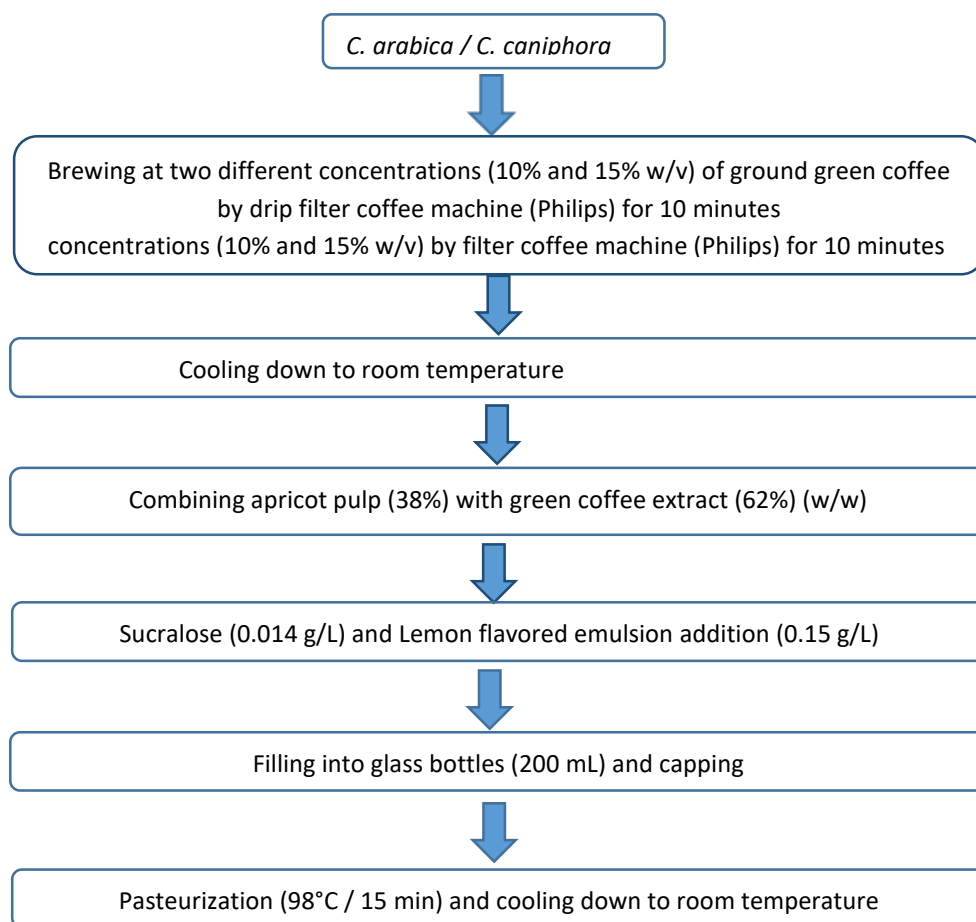 C. arabica / C. caniphora
Brewing at two different concentrations (10% and 15% w/v) of ground green coffee
by drip filter coffee machine (Philips) for 10 minutes
concentrations (10% and 15% w/v) by filter coffee machine (Philips) for 10 minutes
Cooling down to room temperature
Combining apricot pulp (38%) with green coffee extract (62%) (w/w)
Sucralose (0.014 g/L) and Lemon flavored emulsion addition (0.15 g/L)
Filling into glass bottles (200 mL) and capping
Pasteurization (98°C / 15 min) and cooling down to room temperature